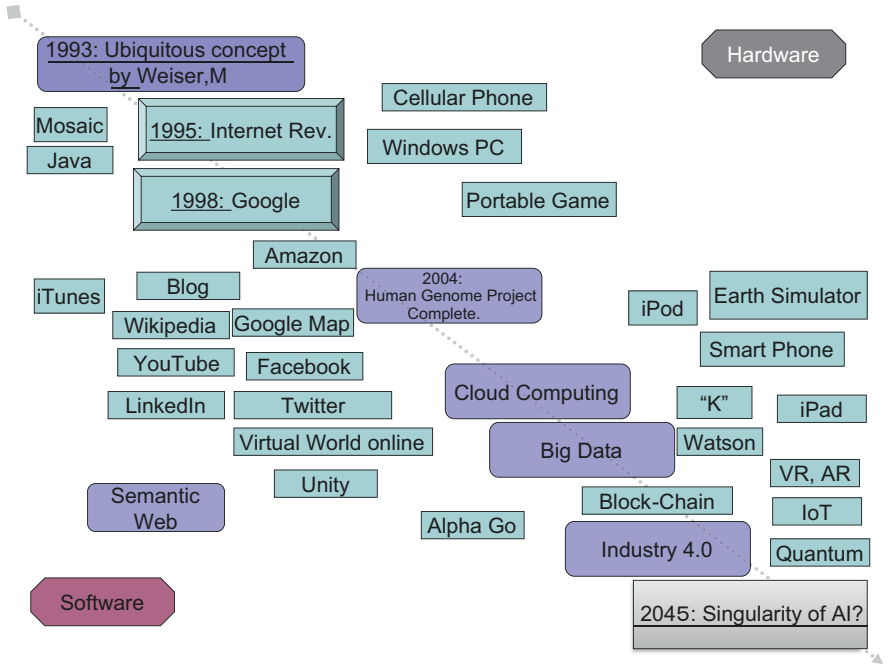 1993: Ubiquitous concept
by Weiser,M
Hardware
Cellular Phone
Mosaic
1995: Internet Rev.
Windows PC
Java
1998: Google
Portable Game
Amazon
2004:
Human Genome Project
Complete.
iTunes
Blog
iPod
Earth Simulator
Wikipedia
Google Map
Smart Phone
YouTube
Facebook
Cloud Computing
LinkedIn
Twitter
“K”
iPad
Virtual World online
Big Data
Watson
VR, AR
Unity
Semantic
Web
Block-Chain
IoT
Alpha Go
Industry 4.0
Quantum
Software
2045: Singularity of AI?